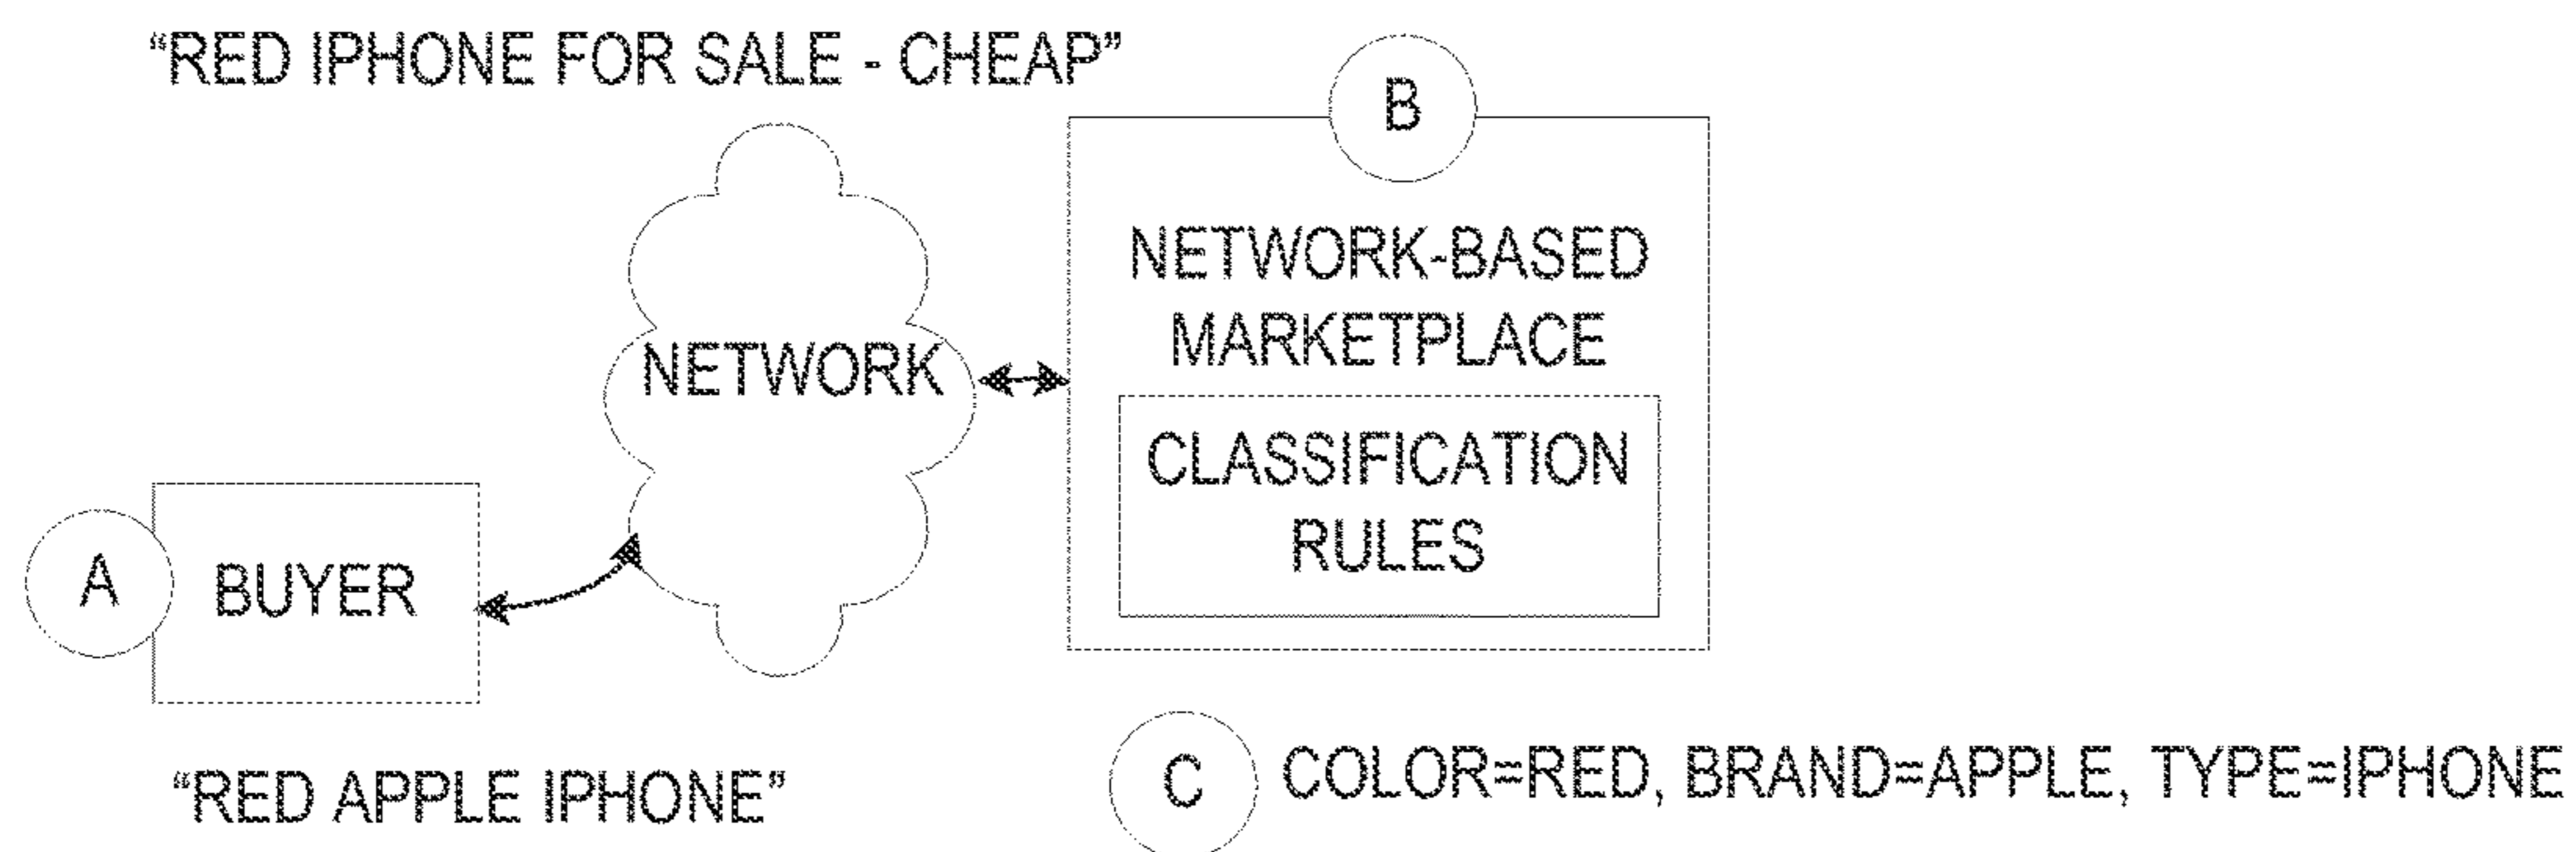 “RED IPHONE FOR SALE - CHEAP”
B
NETWORK-BASED
MARKETPLACE
NETWORK
CLASSIFICATION
RULES
A
BUYER
“RED APPLE IPHONE”
C
COLOR=RED, BRAND=APPLE, TYPE=IPHONE